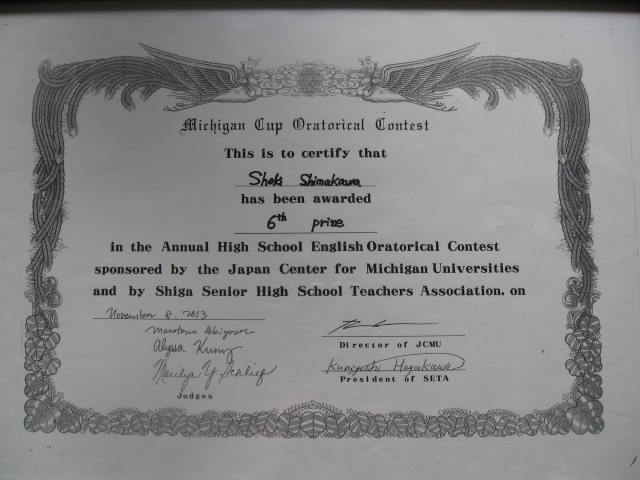 Michigan Cup Oratorical Contest
This is to certify that
Shoki Shimakawa
has been awarded
6th prize
in the Annual High School English Oratorical Contest
sponsored by the Japan Center for Michigan Universities
and by Shiga Senior High School Teachers Association, on
November 8, 2013
Alyssa
Director of JCMU
Marilyn Y
Kuniyoshi Hagakawa
President of SETA
Judges